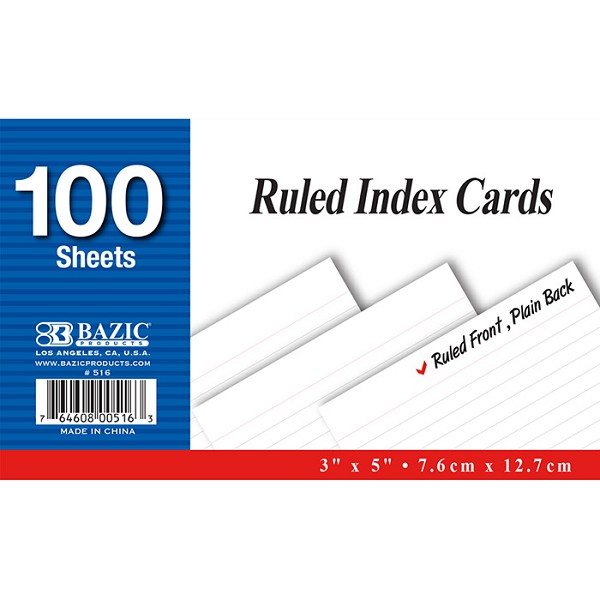 100
Sheets
BAZIC®
PRODUCTS
LOS ANGELES, CA, U.S.A.
WWW.BAZICPRODUCTS.COM
# 516
7 64608 00516 3
MADE IN CHINA
Ruled Index Cards
✓ Ruled Front , Plain Back
3" x 5" • 7.6cm x 12.7cm